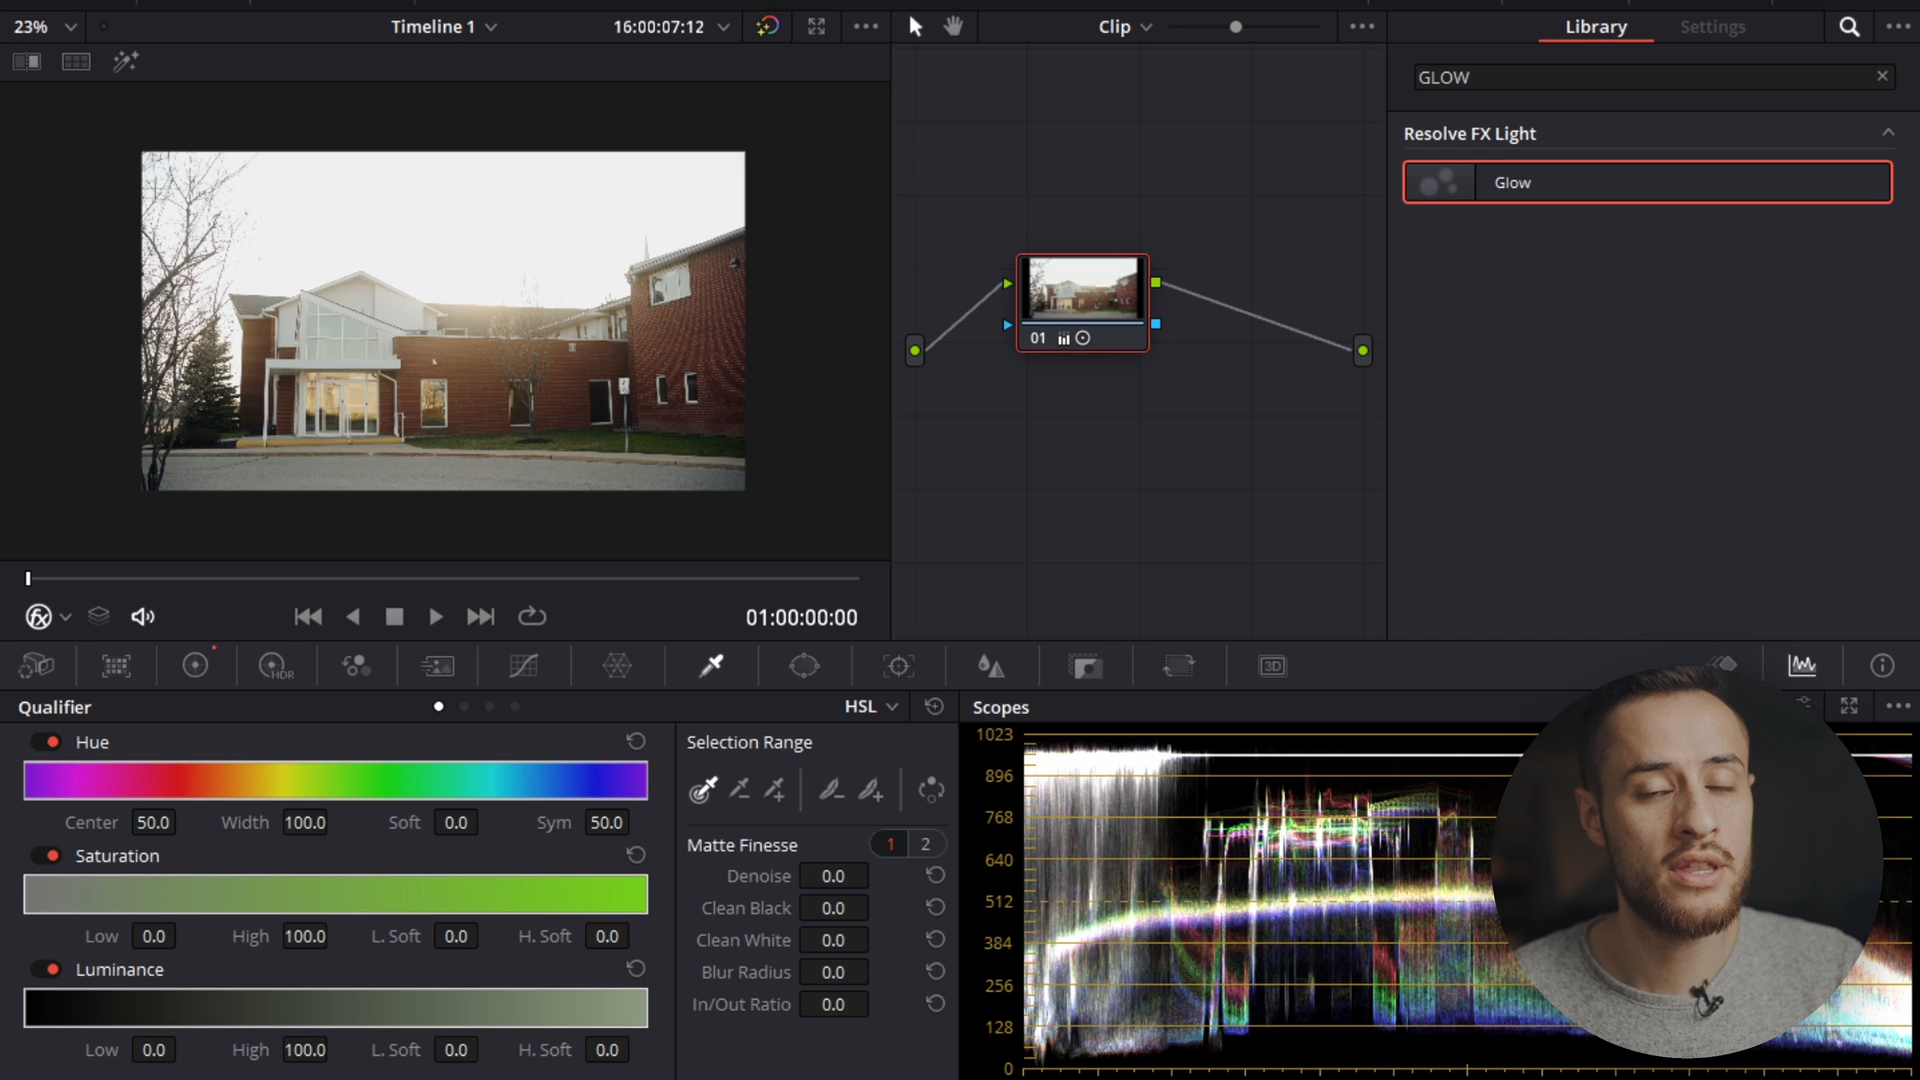 23%
Timeline 1
16:00:07:12
Clip
Library
Settings
GLOW
Resolve FX Light
Glow
01
fx
01:00:00:00
HDR
3D
Qualifier
HSL
Scopes
Hue
Center 50.0 Width 100.0 Soft 0.0 Sym 50.0
Saturation
Low 0.0 High 100.0 L. Soft 0.0 H. Soft 0.0
Luminance
Low 0.0 High 100.0 L. Soft 0.0 H. Soft 0.0
Selection Range
Matte Finesse 1 2
Denoise 0.0
Clean Black 0.0
Clean White 0.0
Blur Radius 0.0
In/Out Ratio 0.0
1023
896
768
640
512
384
256
128
0